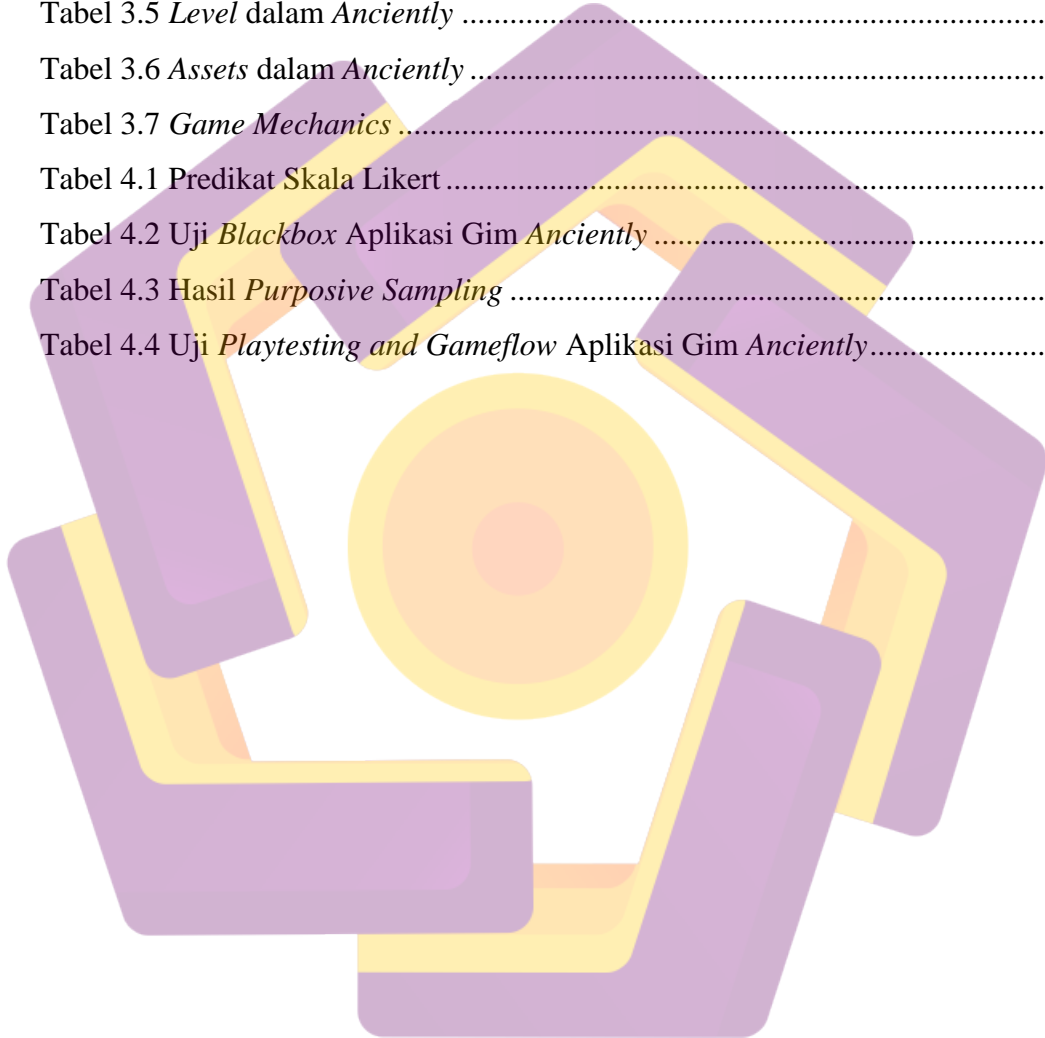 Tabel 3.5 Level dalam Anciently ................................................................................
Tabel 3.6 Assets dalam Anciently ...............................................................................
Tabel 3.7 Game Mechanics .........................................................................................
Tabel 4.1 Predikat Skala Likert ...................................................................................
Tabel 4.2 Uji Blackbox Aplikasi Gim Anciently ......................................................
Tabel 4.3 Hasil Purposive Sampling ..........................................................................
Tabel 4.4 Uji Playtesting and Gameflow Aplikasi Gim Anciently.........................